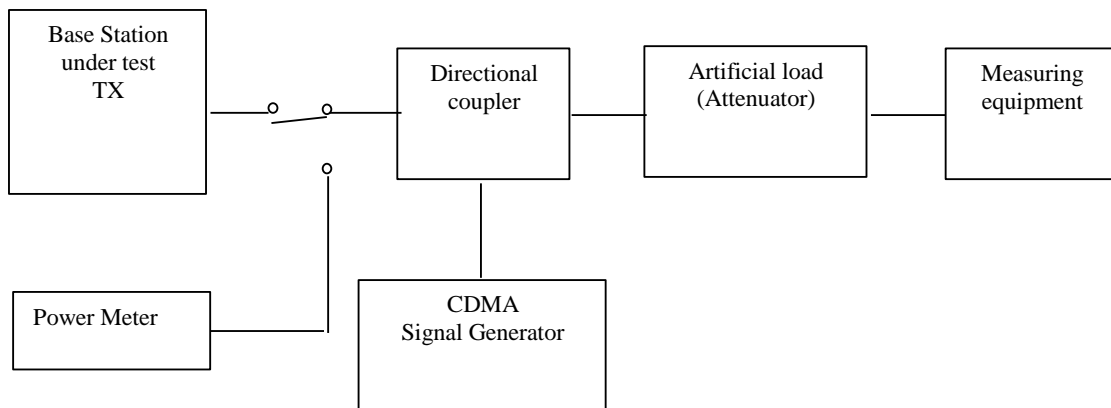 Base Station
under test
TX
Directional
coupler
Artificial load
(Attenuator)
Measuring
equipment
Power Meter
CDMA
Signal Generator